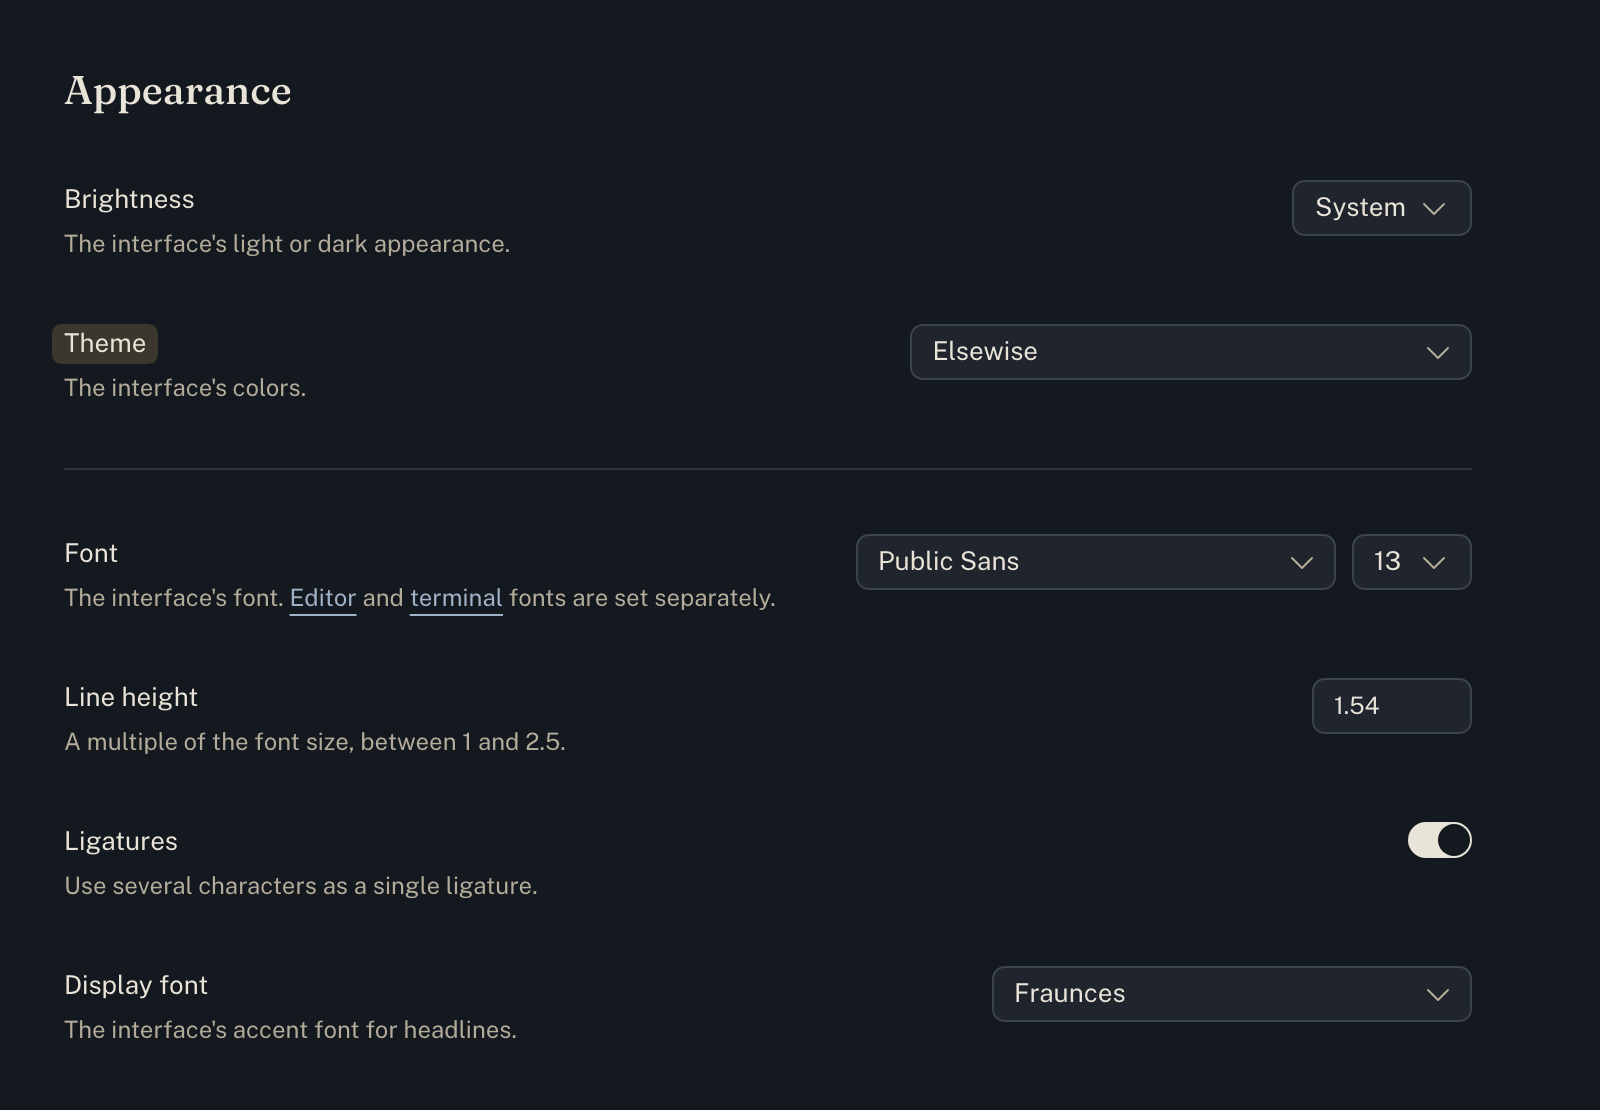 Appearance
Brightness
System
The interface's light or dark appearance.
Theme
Elsewise
The interface's colors.
Font
Public Sans
13
The interface's font. Editor and terminal fonts are set separately.
Line height
1.54
A multiple of the font size, between 1 and 2.5.
Ligatures
Use several characters as a single ligature.
Display font
Fraunces
The interface's accent font for headlines.